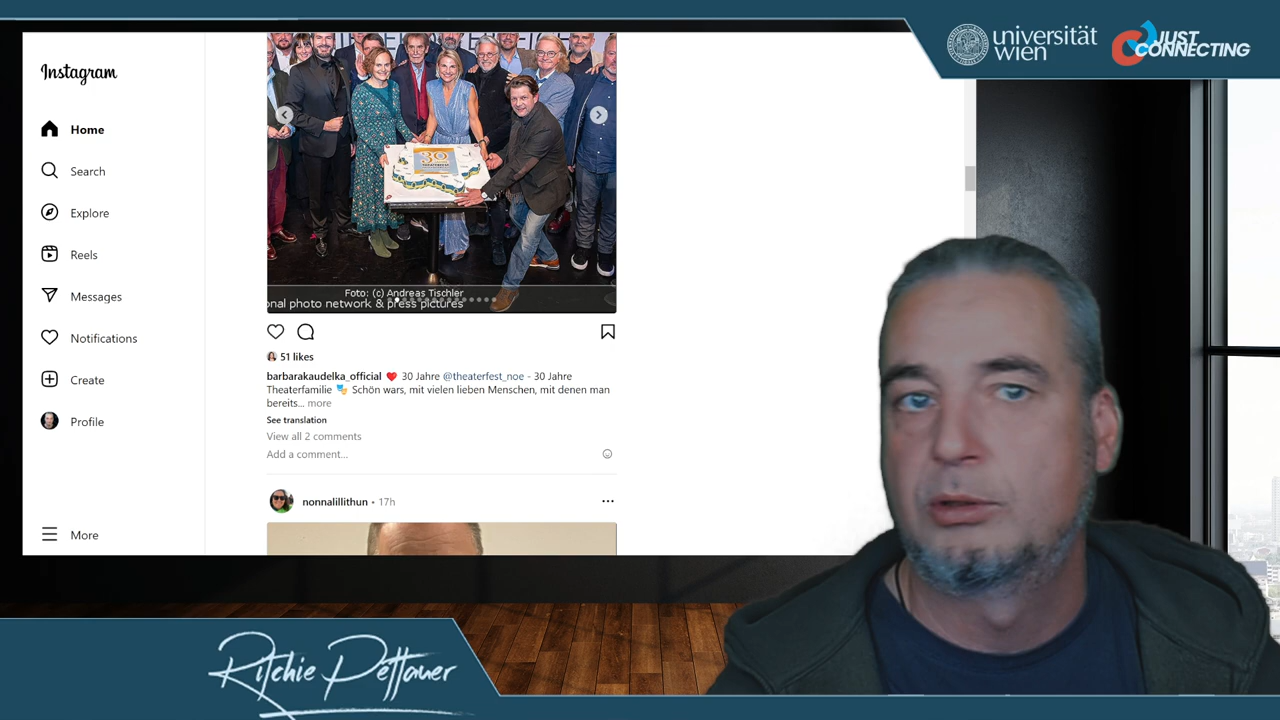 universität
wien
JUST
CONNECTING
Instagram
Home
Search
Explore
Reels
Messages
Notifications
Create
Profile
More
30
Foto: (c) Andreas Tischler
nal photo network & press pictures
51 likes
barbarakaudelka_official ❤️ 30 Jahre @theaterfest_noe - 30 Jahre
Theaterfamilie 🎭 Schön wars, mit vielen lieben Menschen, mit denen man
bereits... more
See translation
View all 2 comments
Add a comment...
nonnalillithun • 17h
Ritchie Pettauer